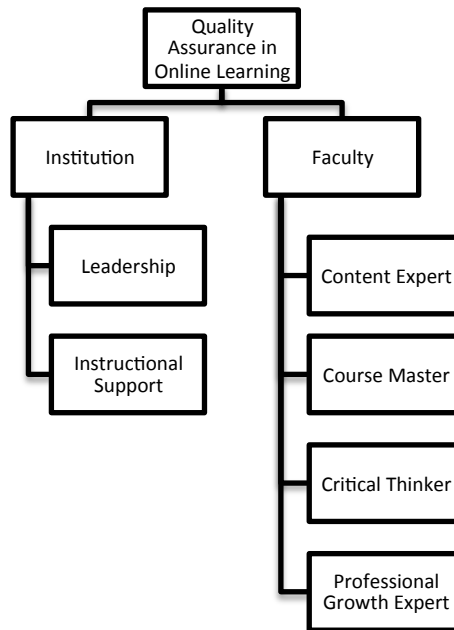 Quality
Assurance in
Online Learning
Institution
Faculty
Leadership
Instructional
Support
Content Expert
Course Master
Critical Thinker
Professional
Growth Expert